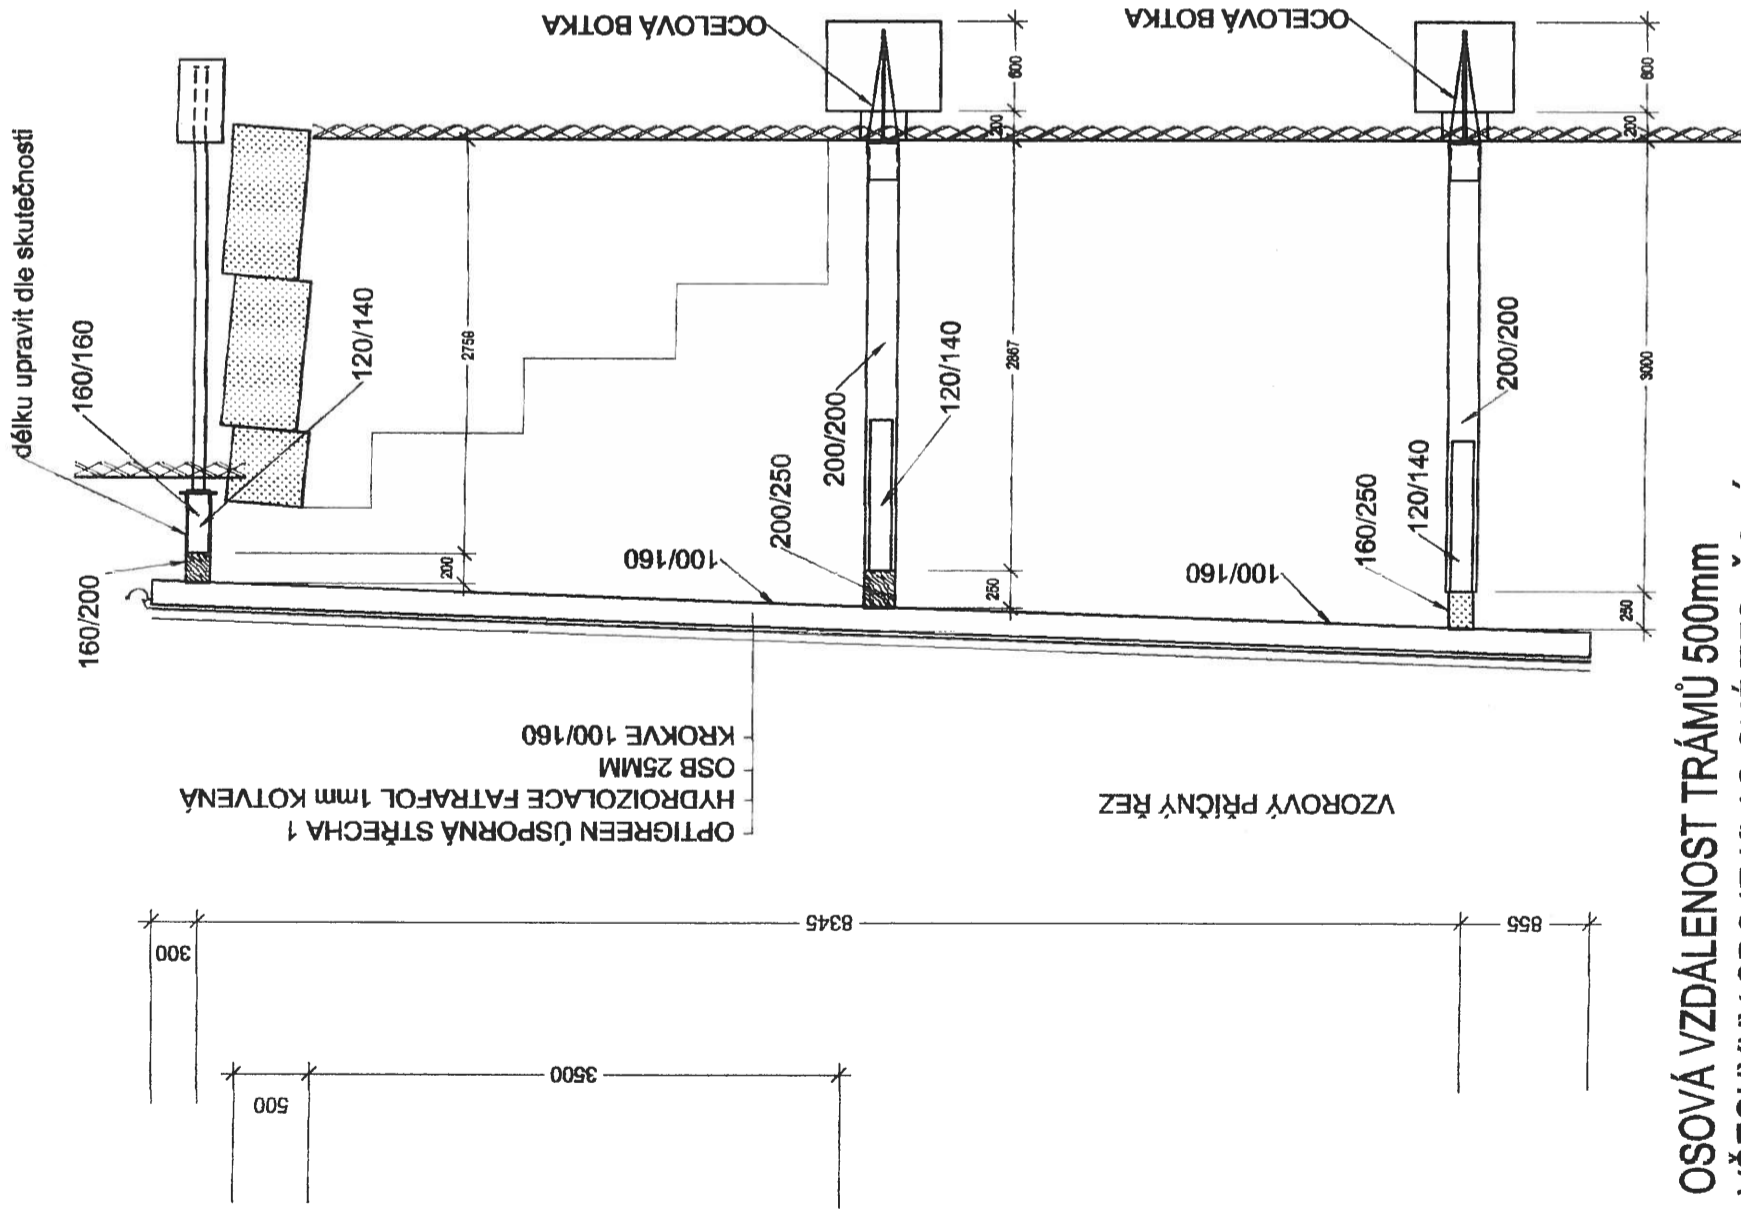 délku upravit dle skutečnosti
160/160
120/140
160/200
2758
200
100/160
OCELOVÁ BOTKA
600
200
200/200
120/140
200/250
2867
250
100/160
OCELOVÁ BOTKA
600
200
200/200
120/140
160/250
3000
250
OPTIGREEN ÚSPORNÁ STŘECHA 1
HYDROIZOLACE FATRAFOL 1mm KOTVENÁ
OSB 25MM
KROKVE 100/160
VZOROVÝ PŘÍČNÝ ŘEZ
300
8345
855
500
3500
OSOVÁ VZDÁLENOST TRÁMŮ 500mm